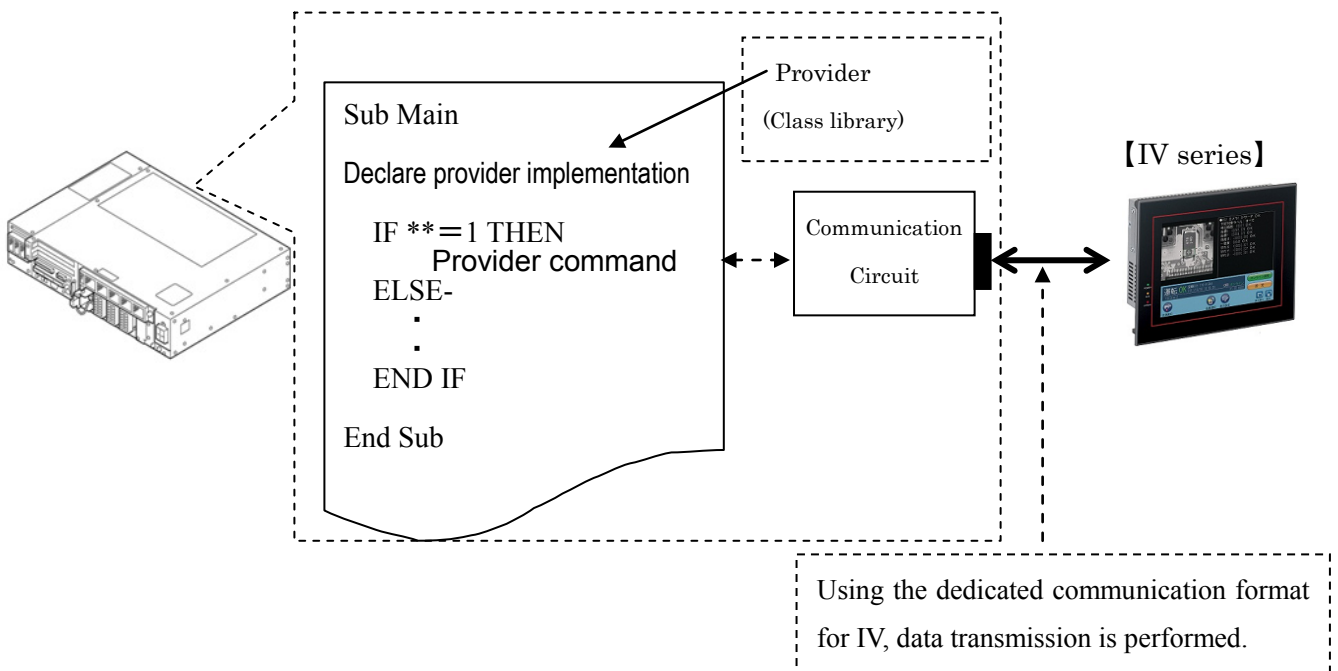 Sub Main
Declare provider implementation
IF **＝1 THEN
Provider command
ELSE-
・
・
END IF
End Sub
Provider
(Class library)
Communication
Circuit
【IV series】
Using the dedicated communication format
for IV, data transmission is performed.